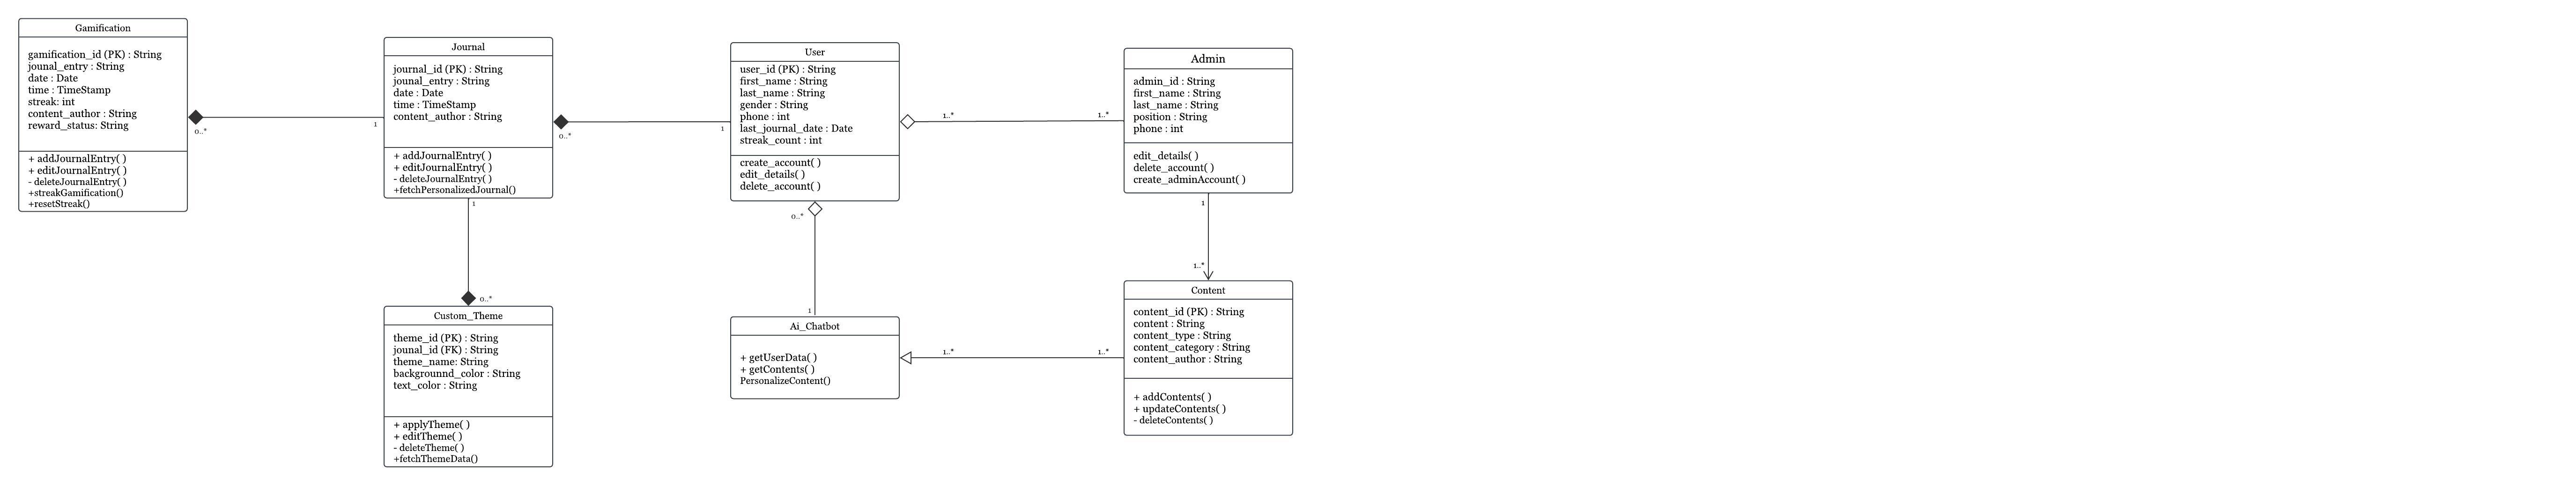 Gamification
gamification_id (PK) : String
jounal_entry : String
date : Date
time : TimeStamp
streak: int
content_author : String
reward_status: String
+ addJournalEntry( )
+ editJournalEntry( )
- deleteJournalEntry( )
+streakGamification()
+resetStreak()
0..*
1
Journal
journal_id (PK) : String
jounal_entry : String
date : Date
time : TimeStamp
content_author : String
+ addJournalEntry( )
+ editJournalEntry( )
- deleteJournalEntry( )
+fetchPersonalizedJournal()
0..*
1
1
0..*
User
user_id (PK) : String
first_name : String
last_name : String
gender : String
phone : int
last_journal_date : Date
streak_count : int
create_account( )
edit_details( )
delete_account( )
1..*
1..*
0..*
1
Admin
admin_id : String
first_name : String
last_name : String
position : String
phone : int
edit_details( )
delete_account( )
create_adminAccount( )
1
1..*
Custom_Theme
theme_id (PK) : String
jounal_id (FK) : String
theme_name: String
backgrounnd_color : String
text_color : String
+ applyTheme( )
+ editTheme( )
- deleteTheme( )
+fetchThemeData()
Ai_Chatbot
+ getUserData( )
+ getContents( )
PersonalizeContent()
1..*
1..*
Content
content_id (PK) : String
content : String
content_type : String
content_category : String
content_author : String
+ addContents( )
+ updateContents( )
- deleteContents( )